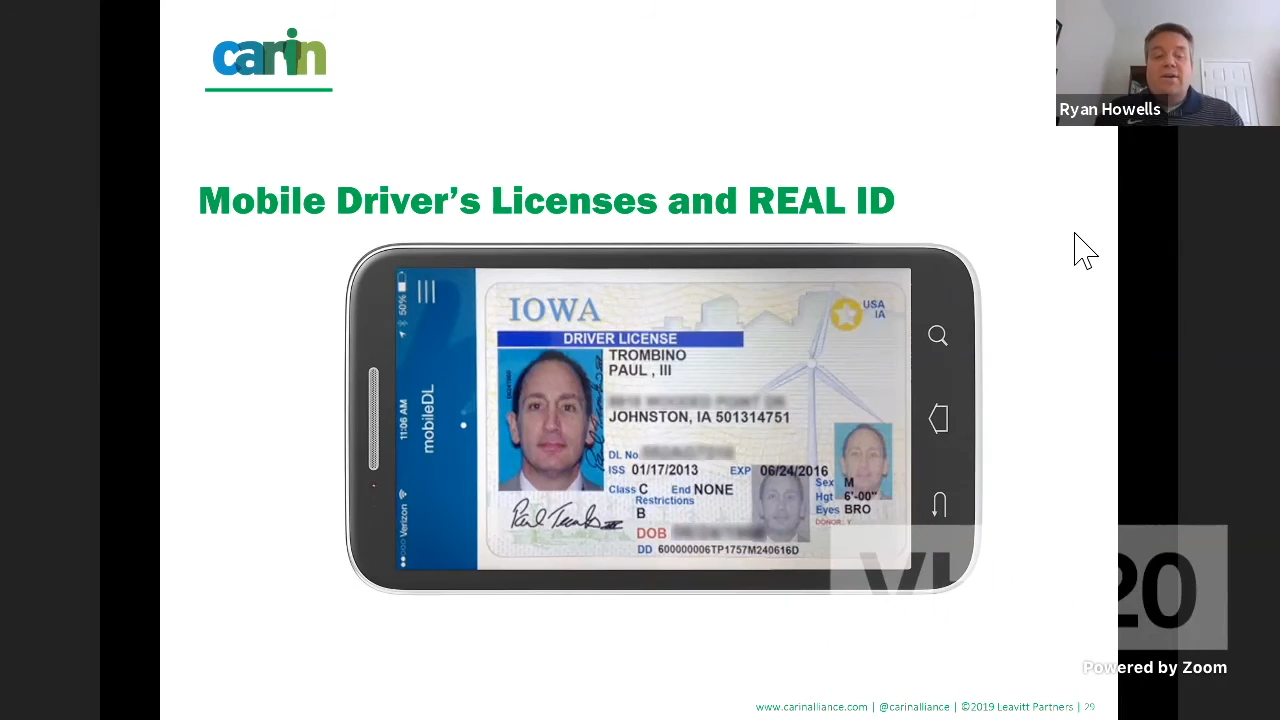 carin
Ryan Howells
Mobile Driver's Licenses and REAL ID
50%
11:06 AM
Verizon
mobileDL
IOWA
USA
IA
DRIVER LICENSE
TROMBINO
PAUL , III
JOHNSTON, IA 501314751
DL No
ISS 01/17/2013 EXP 06/24/2016
Class C End NONE
Restrictions
B
Sex M
Hgt 6'-00"
Eyes BRO
DONOR: Y
DOB
DD 600000006TP1757M240616D
20
Powered by Zoom
www.carinalliance.com | @carinalliance | ©2019 Leavitt Partners | 29